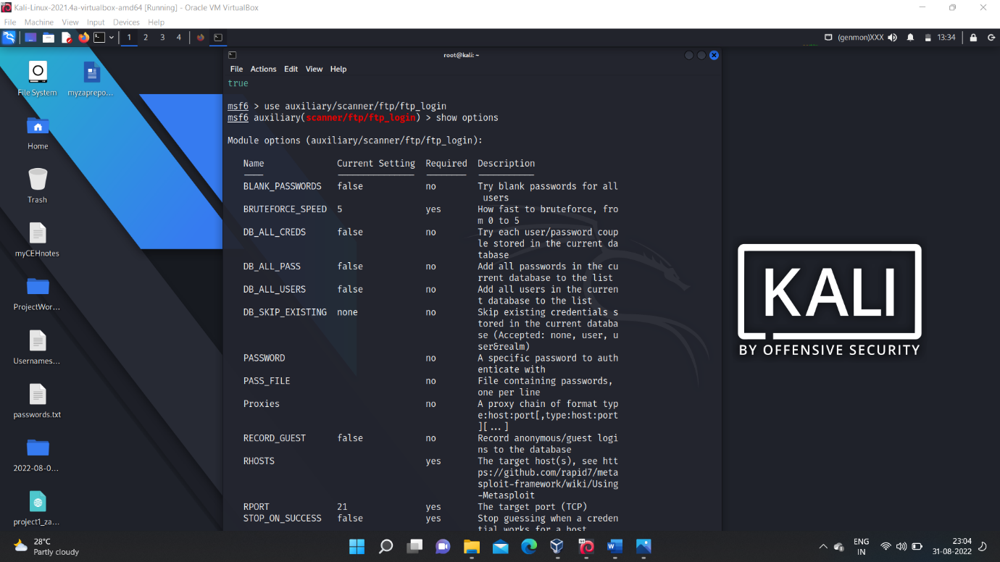 Kali-Linux-2021.4a-virtualbox-amd64 [Running] - Oracle VM VirtualBox
File Machine View Input Devices Help
1 2 3 4 (genmon)XXX 13:34
root@kali: ~
File Actions Edit View Help
true
msf6 > use auxiliary/scanner/ftp/ftp_login
msf6 auxiliary(scanner/ftp/ftp_login) > show options
Module options (auxiliary/scanner/ftp/ftp_login):
Name Current Setting Required Description
BLANK_PASSWORDS false no Try blank passwords for all
users
BRUTEFORCE_SPEED 5 yes How fast to bruteforce, fro
m 0 to 5
DB_ALL_CREDS false no Try each user/password coup
le stored in the current da
tabase
DB_ALL_PASS false no Add all passwords in the cu
rrent database to the list
DB_ALL_USERS false no Add all users in the curren
t database to the list
DB_SKIP_EXISTING none no Skip existing credentials s
tored in the current databa
se (Accepted: none, user, u
ser&realm)
PASSWORD no A specific password to auth
enticate with
PASS_FILE no File containing passwords,
one per line
Proxies no A proxy chain of format typ
e:host:port[,type:host:port
][...]
RECORD_GUEST false no Record anonymous/guest logi
ns to the database
RHOSTS yes The target host(s), see htt
ps://github.com/rapid7/meta
sploit-framework/wiki/Using
-Metasploit
RPORT 21 yes The target port (TCP)
STOP_ON_SUCCESS false yes Stop guessing when a creden
tial works for a host
File System myzaprepo...
Home
Trash
myCEHnotes
ProjectWor...
Usernames...
passwords.txt
2022-08-0...
project1_za...
KALI
BY OFFENSIVE SECURITY
28°C
Partly cloudy
ENG
IN
23:04
31-08-2022